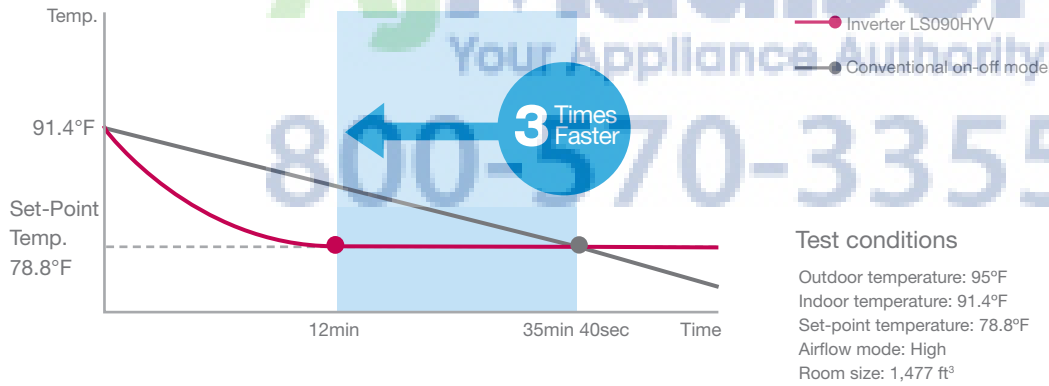 Temp.
91.4°F
Set-Point
Temp.
78.8°F
12min
35min 40sec
Time
3 Times
Faster
Inverter LS090HYV
Conventional on-off mode
Your Appliance Authority
800-570-3355
Test conditions
Outdoor temperature: 95ºF
Indoor temperature: 91.4ºF
Set-point temperature: 78.8ºF
Airflow mode: High
Room size: 1,477 ft³